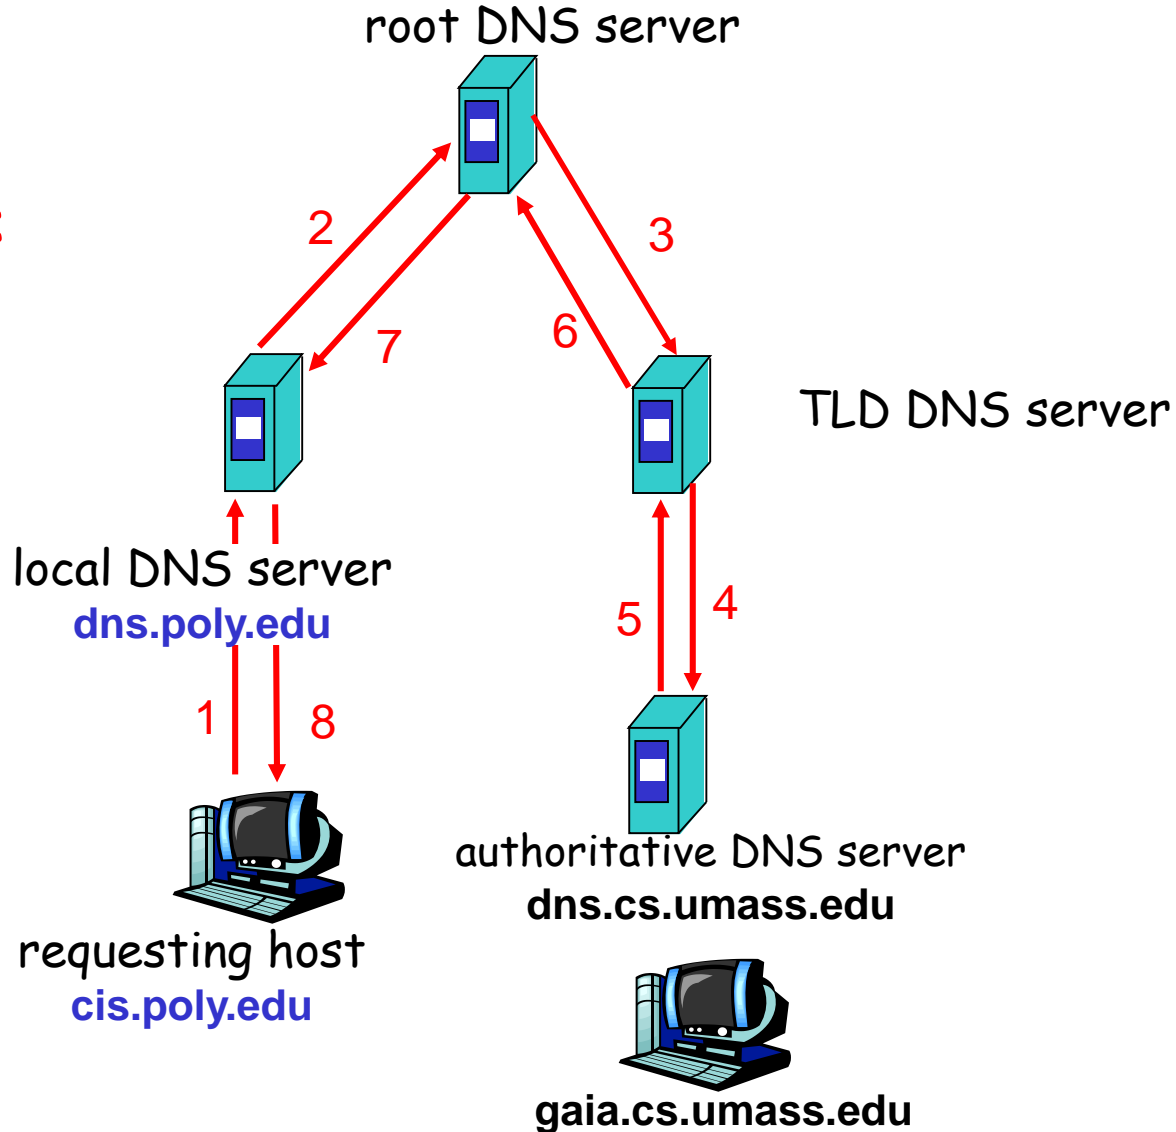 root DNS server
2
3
7
6
TLD DNS server
local DNS server
dns.poly.edu
5
4
1
8
authoritative DNS server
dns.cs.umass.edu
requesting host
cis.poly.edu
gaia.cs.umass.edu